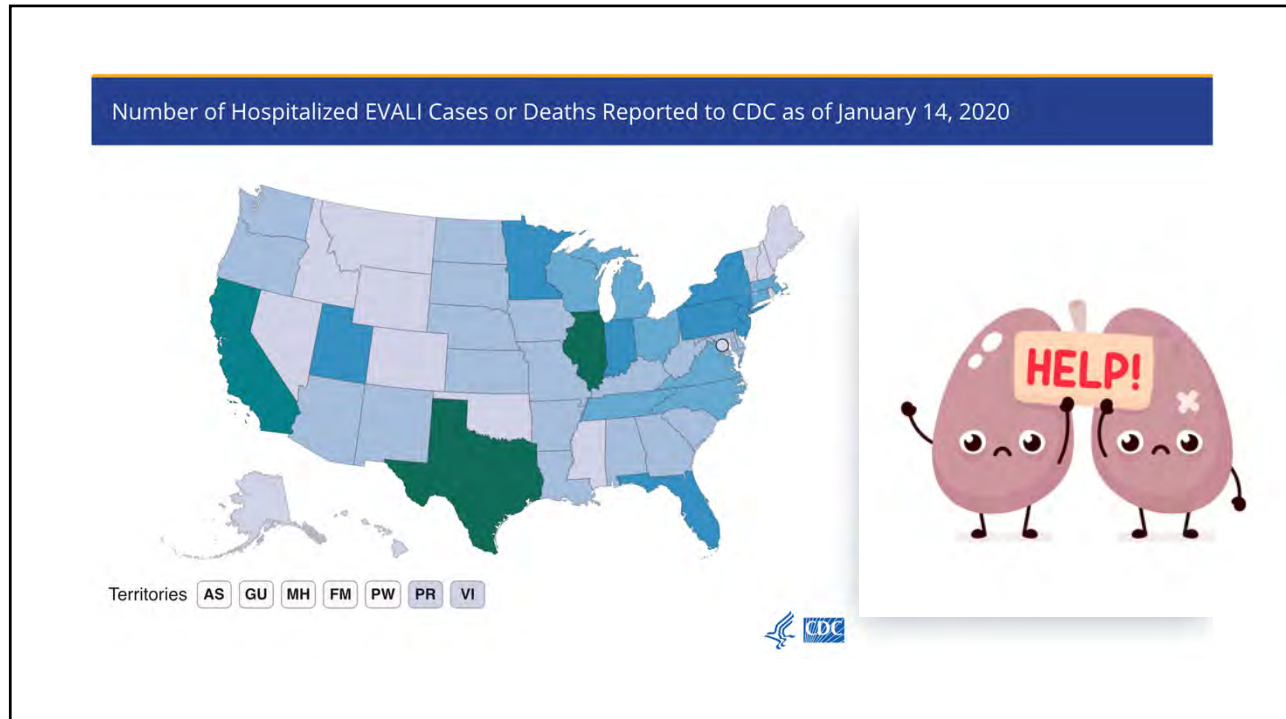 Number of Hospitalized EVALI Cases or Deaths Reported to CDC as of January 14, 2020
HELP!
Territories AS GU MH FM PW PR VI
CDC